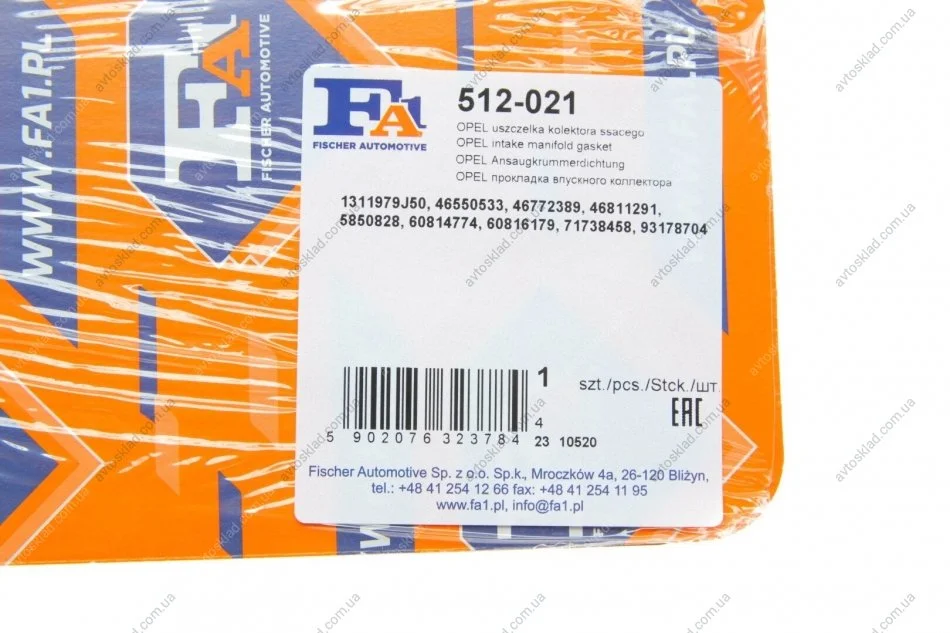 WWW.FA1.PL
FA1
FISCHER AUTOMOTIVE
FA1
FISCHER AUTOMOTIVE
512-021
OPEL uszczelka kolektora ssacego
OPEL intake manifold gasket
OPEL Ansaugkrummerdichtung
OPEL прокладка впускного коллектора
1311979J50, 46550533, 46772389, 46811291,
5850828, 60814774, 60816179, 71738458, 93178704
1 szt./pcs./Stck./шт.
EAC
4
5 902076 323784 23 10520
Fischer Automotive Sp. z o.o. Sp.k., Mroczków 4a, 26-120 Bliżyn,
tel.: +48 41 254 12 66 fax: +48 41 254 11 95
www.fa1.pl, info@fa1.pl
avtosklad.com.ua